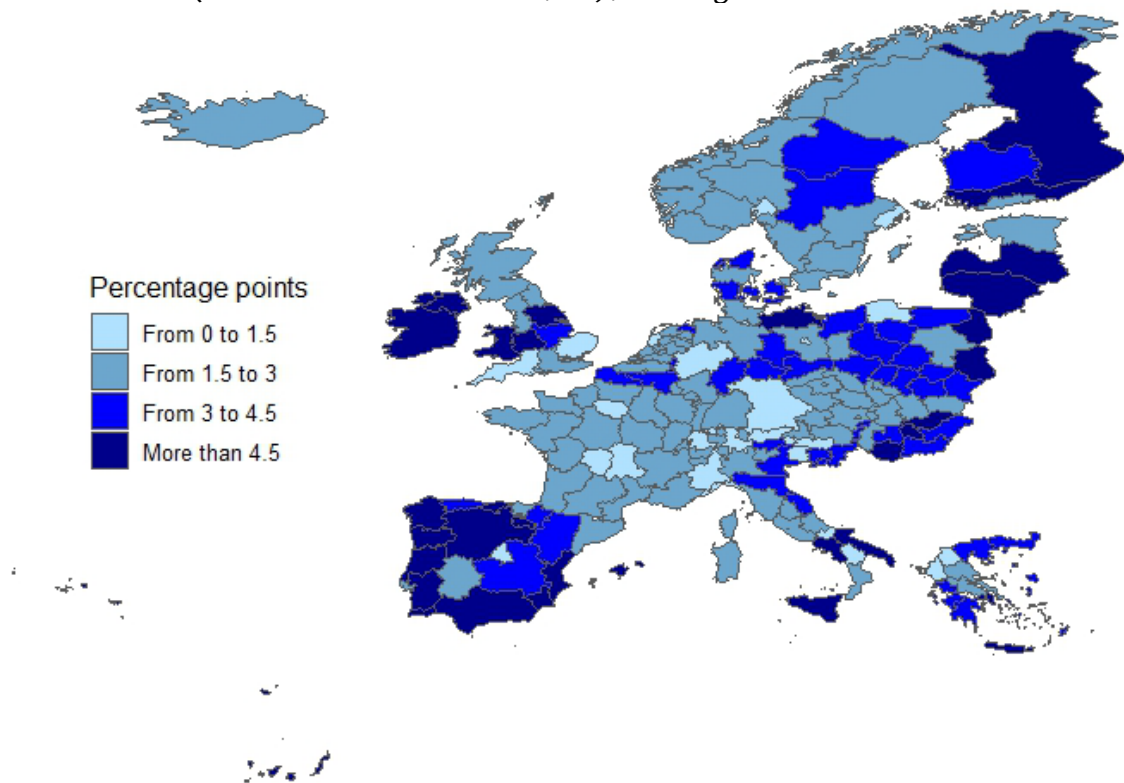 Percentage points
From 0 to 1.5
From 1.5 to 3
From 3 to 4.5
More than 4.5